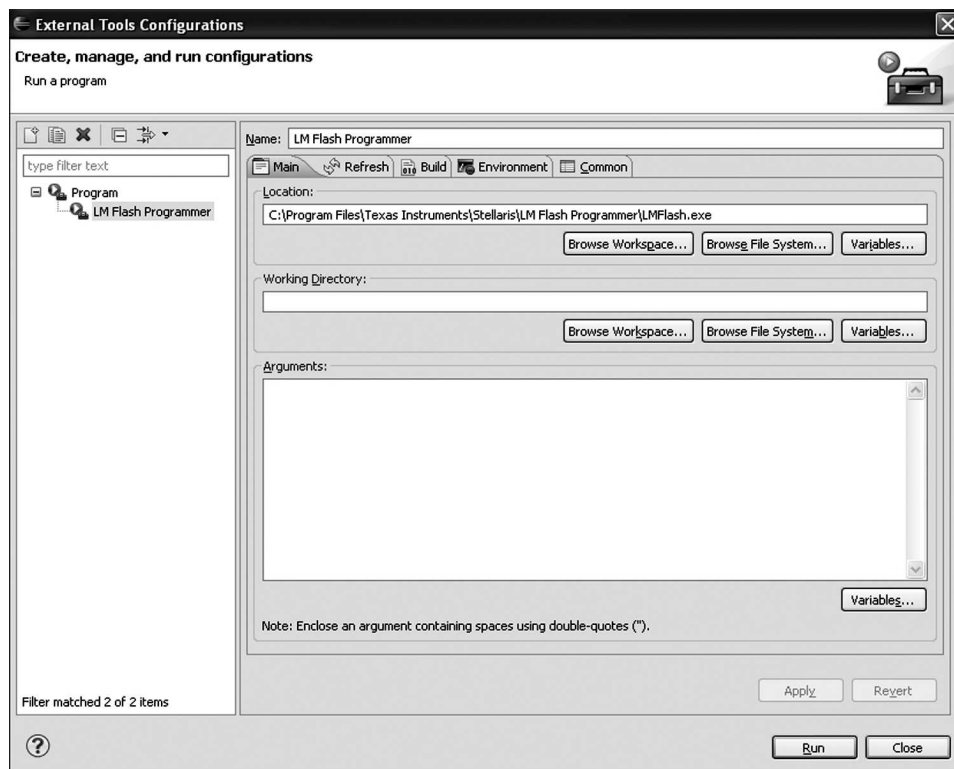 External Tools Configurations
Create, manage, and run configurations
Run a program
type filter text
Program
LM Flash Programmer
Filter matched 2 of 2 items
Name: LM Flash Programmer
Main Refresh Build Environment Common
Location:
C:\Program Files\Texas Instruments\Stellaris\LM Flash Programmer\LMFlash.exe
Browse Workspace... Browse File System... Variables...
Working Directory:
Browse Workspace... Browse File System... Variables...
Arguments:
Variables...
Note: Enclose an argument containing spaces using double-quotes (").
Apply Revert
Run Close